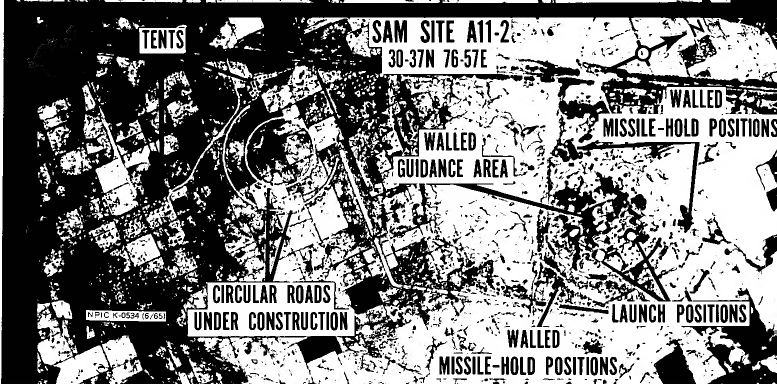 SAM SITE A11-2
30-37N 76-57E
TENTS
N
WALLED
MISSILE-HOLD POSITIONS
WALLED
GUIDANCE AREA
CIRCULAR ROADS
UNDER CONSTRUCTION
LAUNCH POSITIONS
NPIC K-0534 (6/65)
WALLED
MISSILE-HOLD POSITIONS